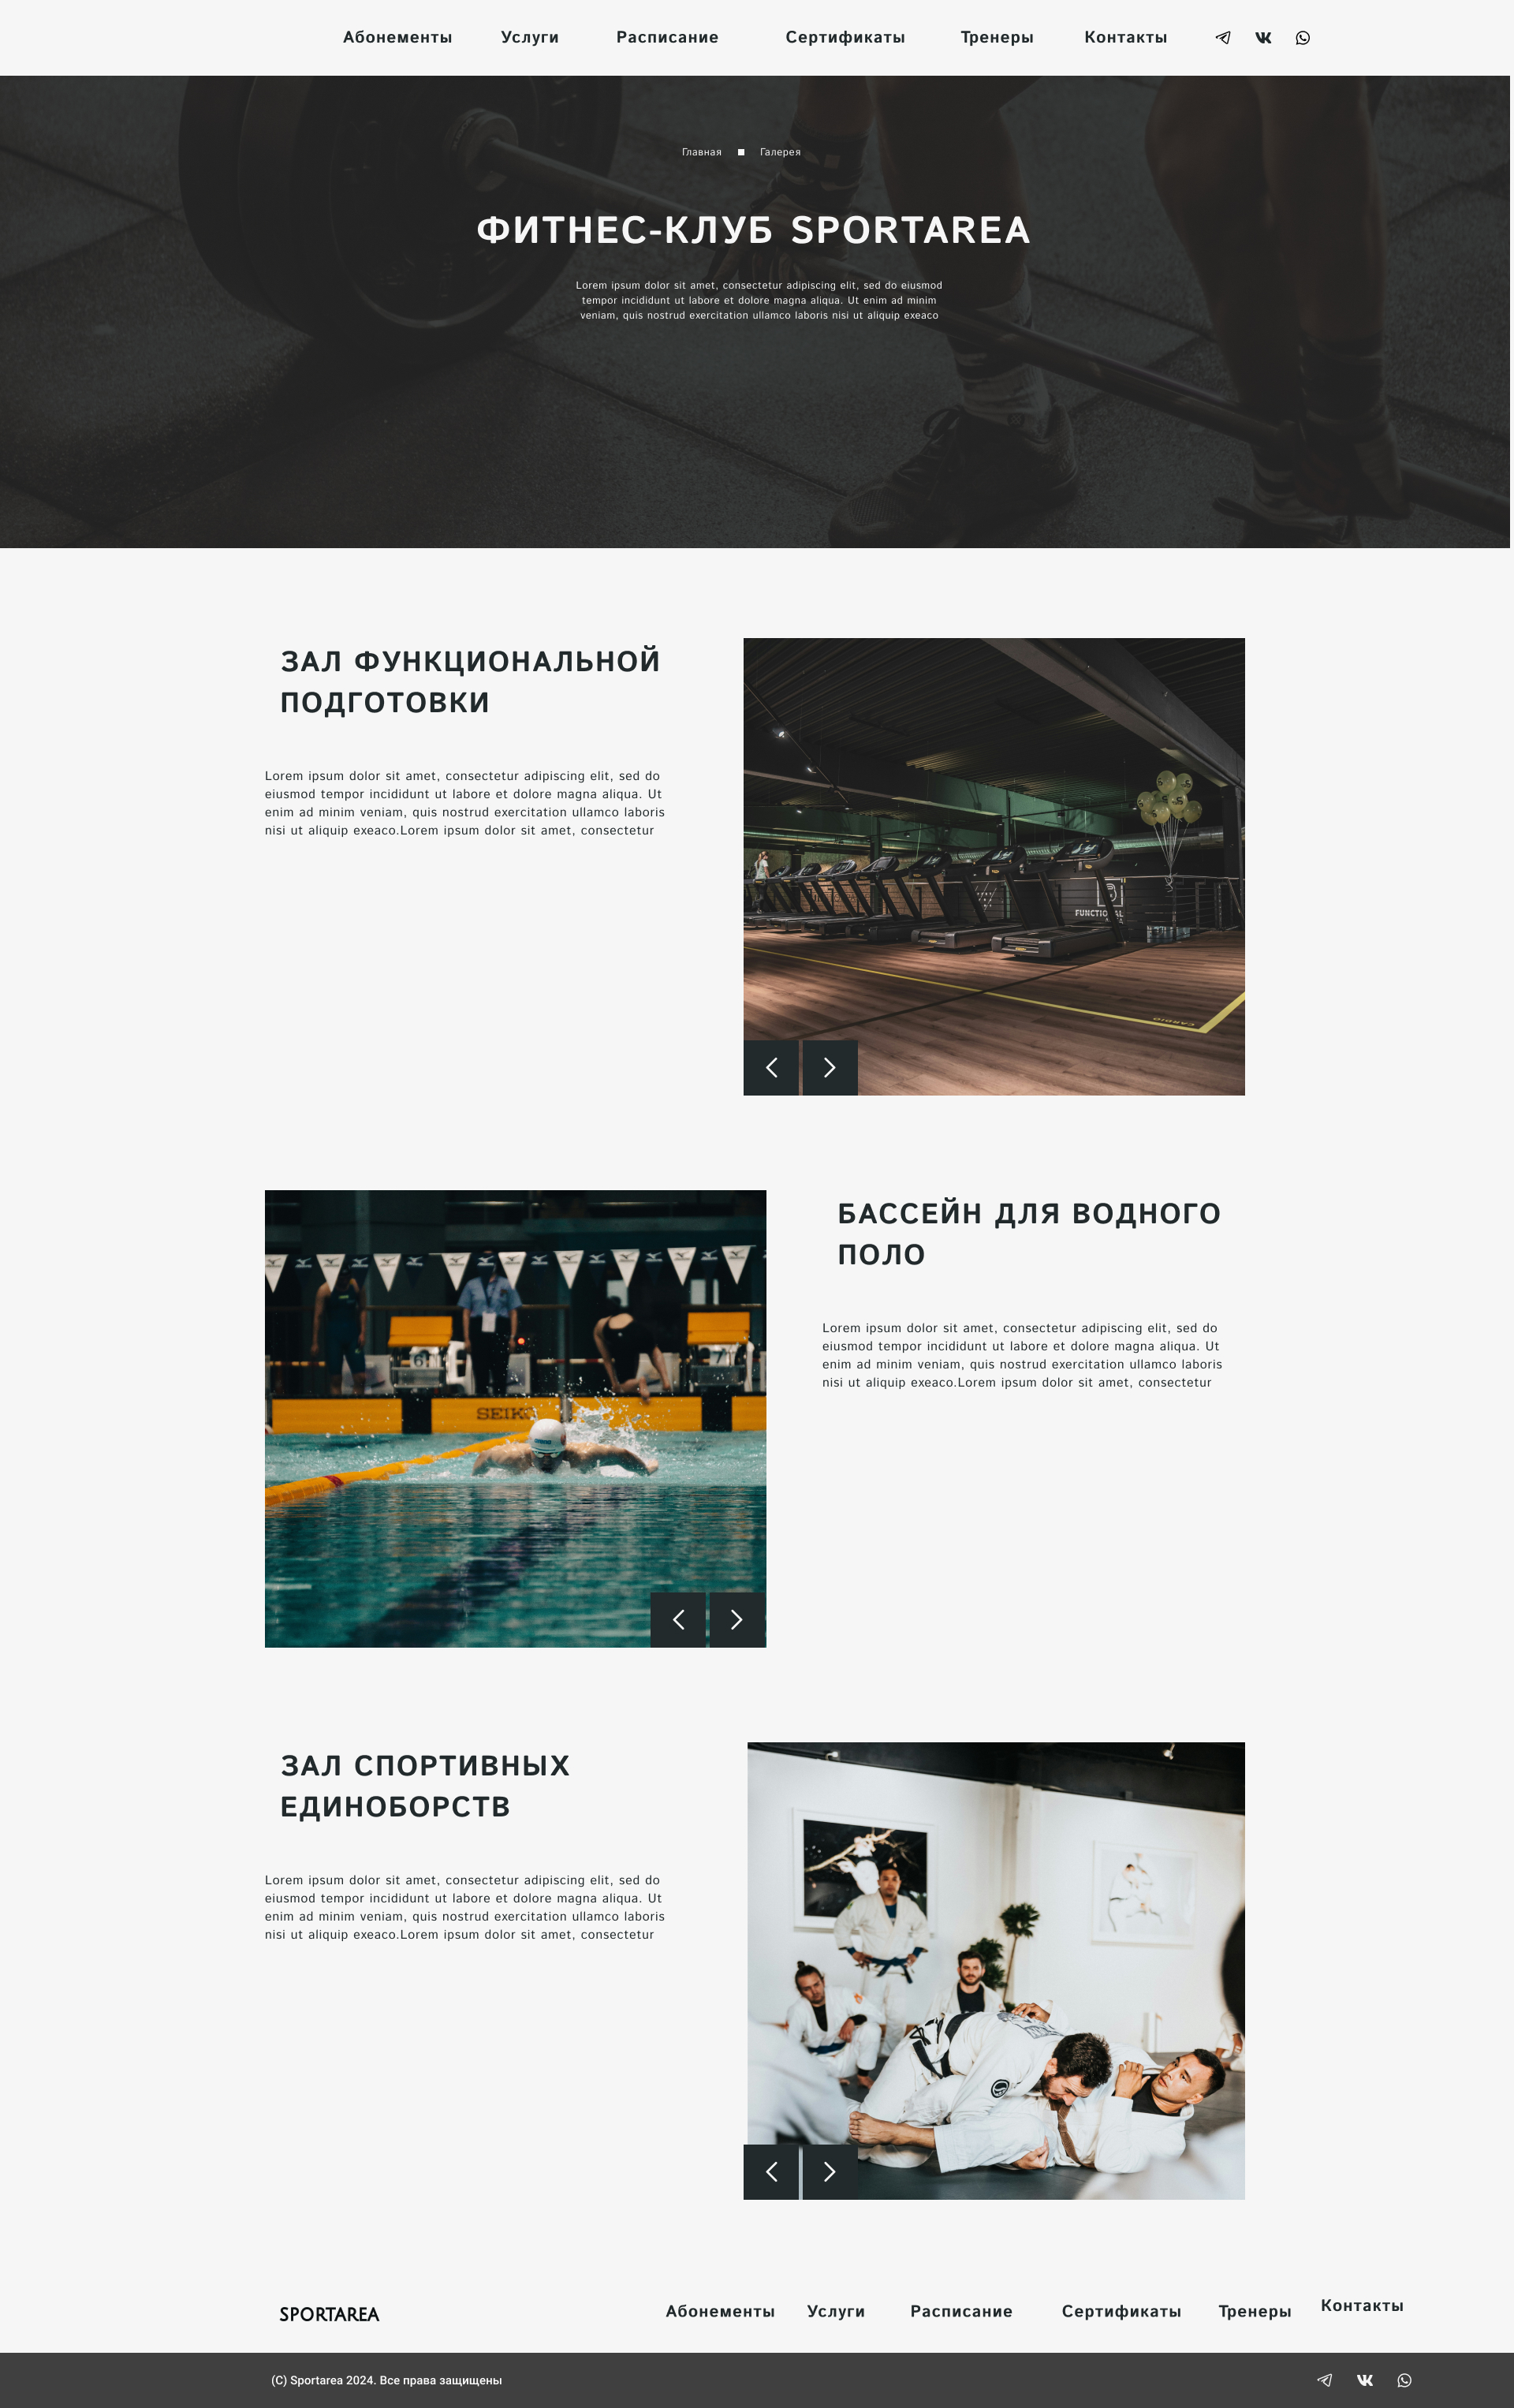 Абонементы Услуги Расписание Сертификаты Тренеры Контакты
Главная Галерея
ФИТНЕС-КЛУБ SPORTAREA
Lorem ipsum dolor sit amet, consectetur adipiscing elit, sed do eiusmod
tempor incididunt ut labore et dolore magna aliqua. Ut enim ad minim
veniam, quis nostrud exercitation ullamco laboris nisi ut aliquip exeaco
ЗАЛ ФУНКЦИОНАЛЬНОЙ
ПОДГОТОВКИ
Lorem ipsum dolor sit amet, consectetur adipiscing elit, sed do
eiusmod tempor incididunt ut labore et dolore magna aliqua. Ut
enim ad minim veniam, quis nostrud exercitation ullamco laboris
nisi ut aliquip exeaco.Lorem ipsum dolor sit amet, consectetur
FUNCTIONAL
CARDIO
SEIKO
6
7
БАССЕЙН ДЛЯ ВОДНОГО
ПОЛО
Lorem ipsum dolor sit amet, consectetur adipiscing elit, sed do
eiusmod tempor incididunt ut labore et dolore magna aliqua. Ut
enim ad minim veniam, quis nostrud exercitation ullamco laboris
nisi ut aliquip exeaco.Lorem ipsum dolor sit amet, consectetur
ЗАЛ СПОРТИВНЫХ
ЕДИНОБОРСТВ
Lorem ipsum dolor sit amet, consectetur adipiscing elit, sed do
eiusmod tempor incididunt ut labore et dolore magna aliqua. Ut
enim ad minim veniam, quis nostrud exercitation ullamco laboris
nisi ut aliquip exeaco.Lorem ipsum dolor sit amet, consectetur
SPORTAREA Абонементы Услуги Расписание Сертификаты Тренеры Контакты
(C) Sportarea 2024. Все права защищены